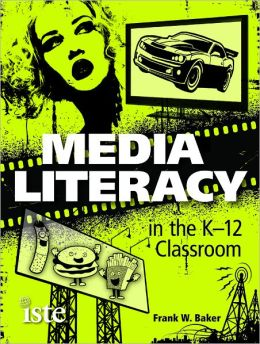 MEDIA
LITERACY
in the K–12
Classroom
iste
Frank W. Baker